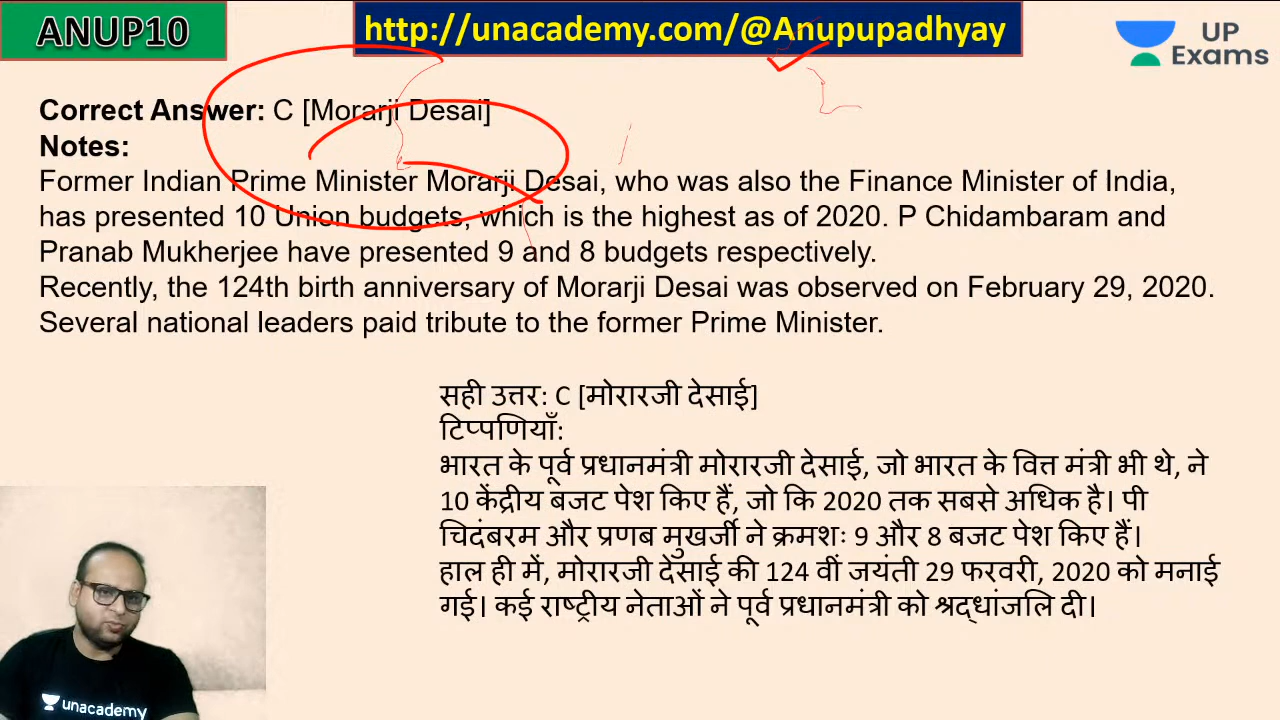 ANUP10
http://unacademy.com/@Anupupadhyay
UP
Exams
Correct Answer: C [Morarji Desai]
Notes:
Former Indian Prime Minister Morarji Desai, who was also the Finance Minister of India,
has presented 10 Union budgets, which is the highest as of 2020. P Chidambaram and
Pranab Mukherjee have presented 9 and 8 budgets respectively.
Recently, the 124th birth anniversary of Morarji Desai was observed on February 29, 2020.
Several national leaders paid tribute to the former Prime Minister.
सही उत्तर: C [मोरारजी देसाई]
टिप्पणियाँ:
भारत के पूर्व प्रधानमंत्री मोरारजी देसाई, जो भारत के वित्त मंत्री भी थे, ने
10 केंद्रीय बजट पेश किए हैं, जो कि 2020 तक सबसे अधिक है। पी
चिदंबरम और प्रणब मुखर्जी ने क्रमशः 9 और 8 बजट पेश किए हैं।
हाल ही में, मोरारजी देसाई की 124 वीं जयंती 29 फरवरी, 2020 को मनाई
गई। कई राष्ट्रीय नेताओं ने पूर्व प्रधानमंत्री को श्रद्धांजलि दी।
unacademy